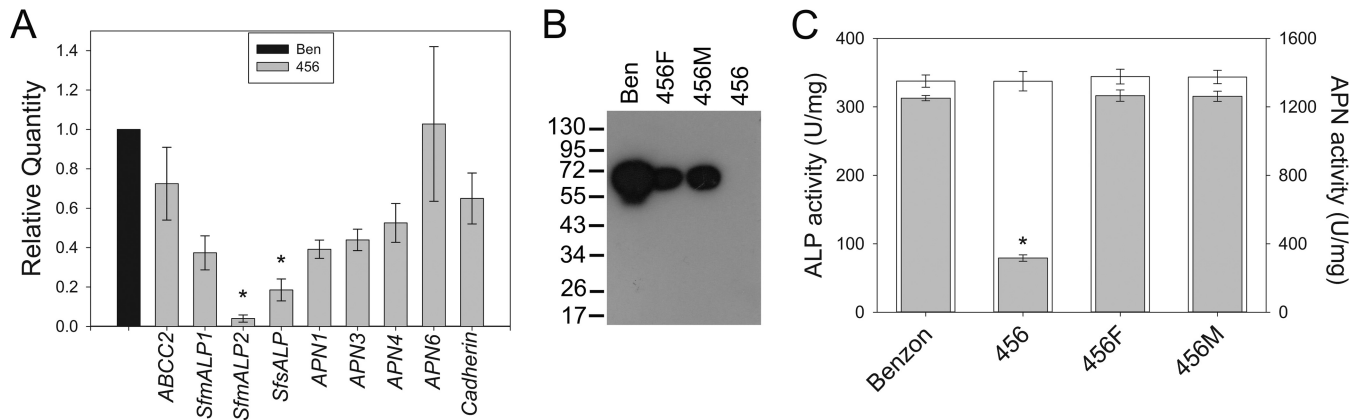 A
Relative Quantity
1.4
1.2
1.0
0.8
0.6
0.4
0.2
0.0
Ben
456
*
*
ABCC2
SfmALP1
SfmALP2
SfsALP
APN1
APN3
APN4
APN6
Cadherin
B
Ben
456F
456M
456
130
95
72
55
43
34
26
17
C
ALP activity (U/mg)
400
300
200
100
0
*
Benzon
456
456F
456M
1600
1200
800
400
0
APN activity (U/mg)